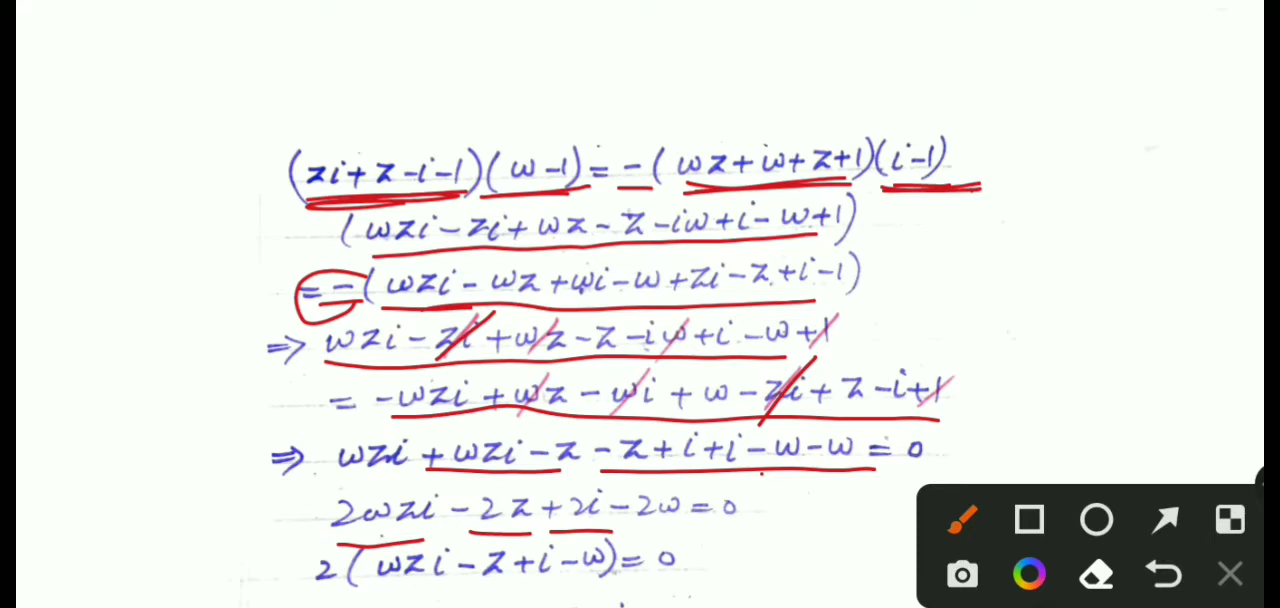 (zi+z-i-1)(ω-1) = -(ωz+ω+z+1)(i-1)
(ωzi-zi+ωz-z-iω+i-ω+1)
= -(ωzi-ωz+ωi-ω+zi-z+i-1)
⇒ ωzi-zi+ωz-z-iω+i-ω+1
= -ωzi+ωz-ωi+ω-zi+z-i+1
⇒ ωzi+ωzi-z-z+i+i-ω-ω=0
2ωzi-2z+2i-2ω=0
2(ωzi-z+i-ω)=0